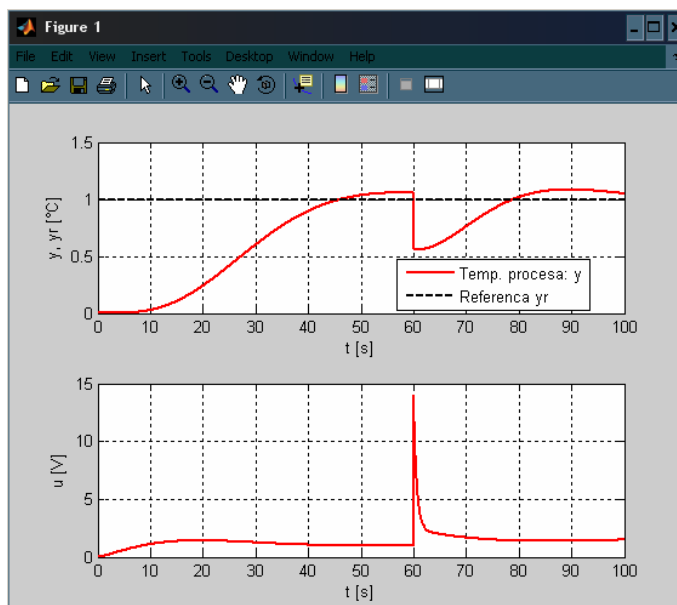 Figure 1
File Edit View Insert Tools Desktop Window Help
1.5
1
0.5
0
y, yr [°C]
Temp. procesa: y
Referenca yr
0 10 20 30 40 50 60 70 80 90 100
t [s]
15
10
5
0
u [V]
0 10 20 30 40 50 60 70 80 90 100
t [s]